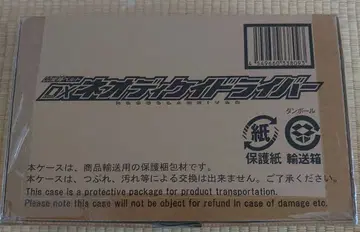 DXネオディケイドライバー
NEODECADRIVER
ダンボール
紙
保護紙 輸送箱
本ケースは、商品輸送用の保護梱包材です。
本ケースは、つぶれ、汚れ等による交換は出来ません。ご了承ください。
This case is a protective package for product transportation.
Please note this case will not be object for refund in case of damage etc.